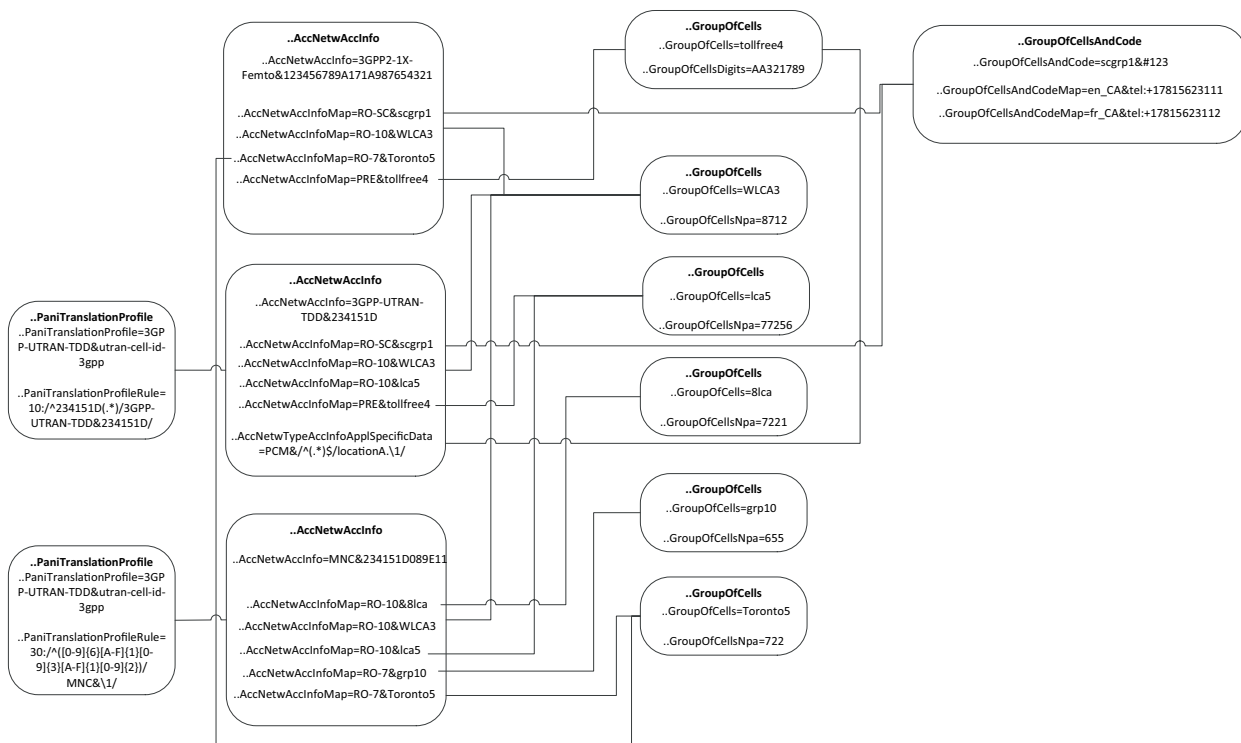 ..AccNetwAccInfo
..AccNetwAccInfo=3GPP2-1X-
Femto&123456789A171A987654321
..AccNetwAccInfoMap=RO-SC&scgrp1
..AccNetwAccInfoMap=RO-10&WLCA3
..AccNetwAccInfoMap=RO-7&Toronto5
..AccNetwAccInfoMap=PRE&tollfree4
..GroupOfCells
..GroupOfCells=tollfree4
..GroupOfCellsDigits=AA321789
..GroupOfCellsAndCode
..GroupOfCellsAndCode=scgrp1&#123
..GroupOfCellsAndCodeMap=en_CA&tel:+17815623111
..GroupOfCellsAndCodeMap=fr_CA&tel:+17815623112
..GroupOfCells
..GroupOfCells=WLCA3
..GroupOfCellsNpa=8712
..PaniTranslationProfile
..PaniTranslationProfile=3GP
P-UTRAN-TDD&utran-cell-id-
3gpp
..PaniTranslationProfileRule=
10:/^234151D(.*)/3GPP-
UTRAN-TDD&234151D/
..AccNetwAccInfo
..AccNetwAccInfo=3GPP-UTRAN-
TDD&234151D
..AccNetwAccInfoMap=RO-SC&scgrp1
..AccNetwAccInfoMap=RO-10&WLCA3
..AccNetwAccInfoMap=RO-10&lca5
..AccNetwAccInfoMap=PRE&tollfree4
..AccNetwTypeAccInfoApplSpecificData
=PCM&/^(.*)$/locationA.\1/
..GroupOfCells
..GroupOfCells=lca5
..GroupOfCellsNpa=77256
..GroupOfCells
..GroupOfCells=8lca
..GroupOfCellsNpa=7221
..GroupOfCells
..GroupOfCells=grp10
..GroupOfCellsNpa=655
..PaniTranslationProfile
..PaniTranslationProfile=3GP
P-UTRAN-TDD&utran-cell-id-
3gpp
..PaniTranslationProfileRule=
30:/^([0-9]{6}[A-F]{1}[0-
9]{3}[A-F]{1}[0-9]{2})/
MNC&\1/
..AccNetwAccInfo
..AccNetwAccInfo=MNC&234151D089E11
..AccNetwAccInfoMap=RO-10&8lca
..AccNetwAccInfoMap=RO-10&WLCA3
..AccNetwAccInfoMap=RO-10&lca5
..AccNetwAccInfoMap=RO-7&grp10
..AccNetwAccInfoMap=RO-7&Toronto5
..GroupOfCells
..GroupOfCells=Toronto5
..GroupOfCellsNpa=722